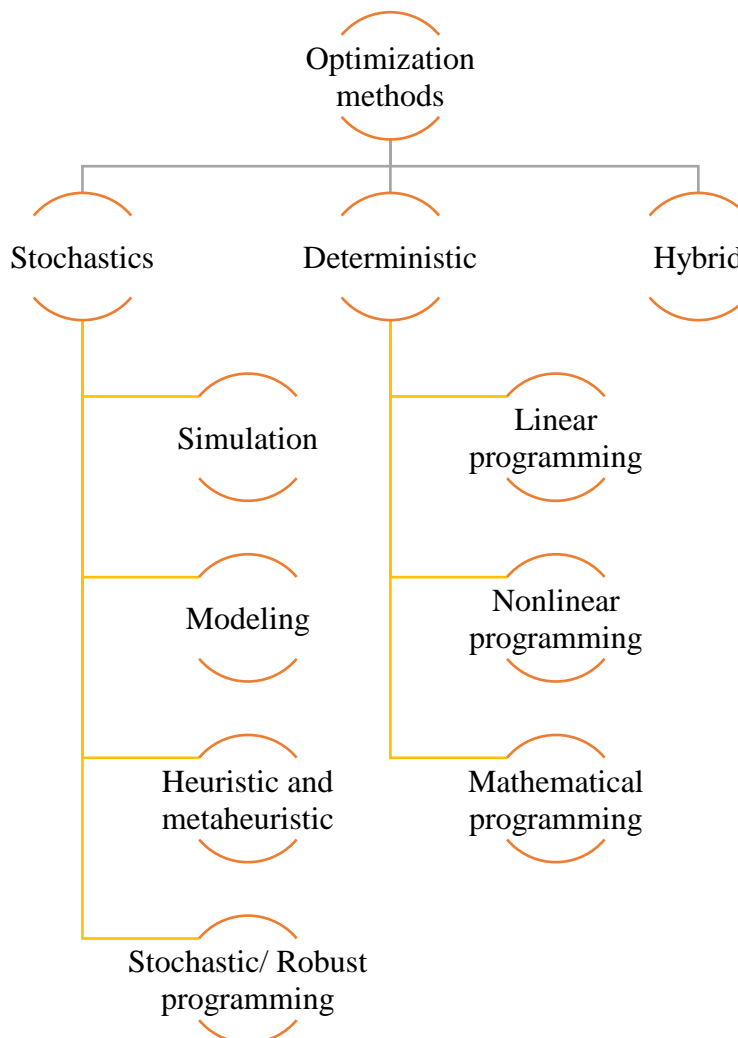 Optimization
methods
Stochastics
Deterministic
Hybrid
Simulation
Linear
programming
Modeling
Nonlinear
programming
Heuristic and
metaheuristic
Mathematical
programming
Stochastic/ Robust
programming